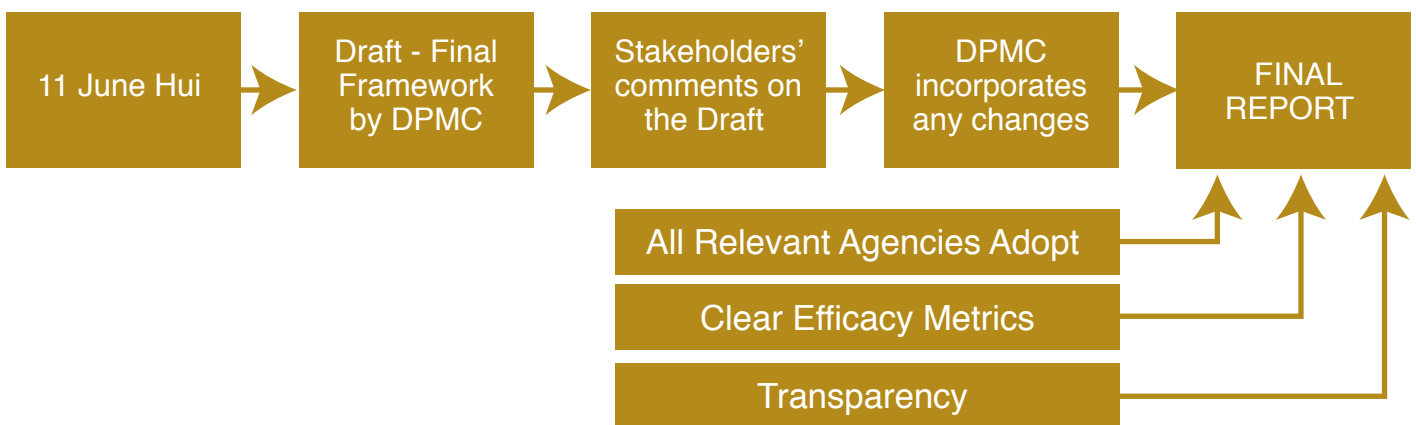 11 June Hui
Draft - Final
Framework
by DPMC
Stakeholders’
comments on
the Draft
DPMC
incorporates
any changes
FINAL
REPORT
All Relevant Agencies Adopt
Clear Efficacy Metrics
Transparency